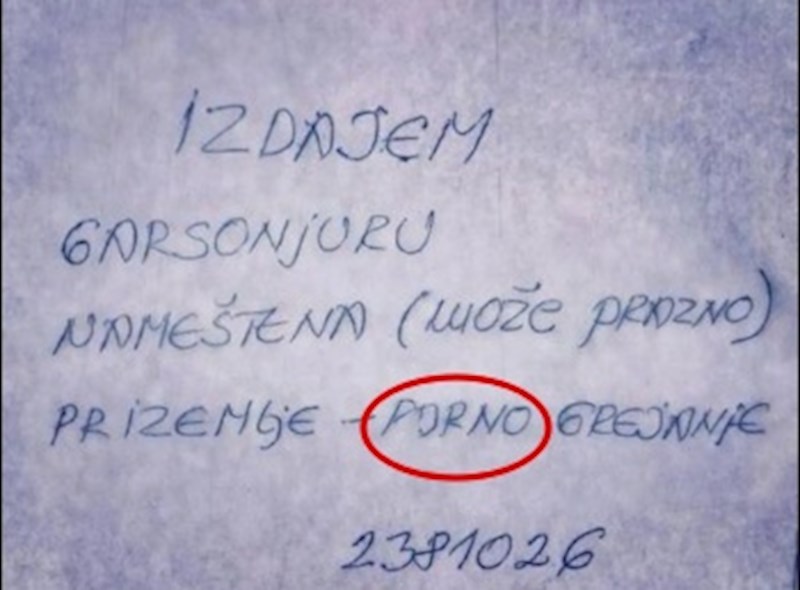 IZDAJEM
GARSONJURU
NAMEŠTENA (MOŽE PRAZNO)
PRIZEMLJE - PORNO GREJANJE
2381026